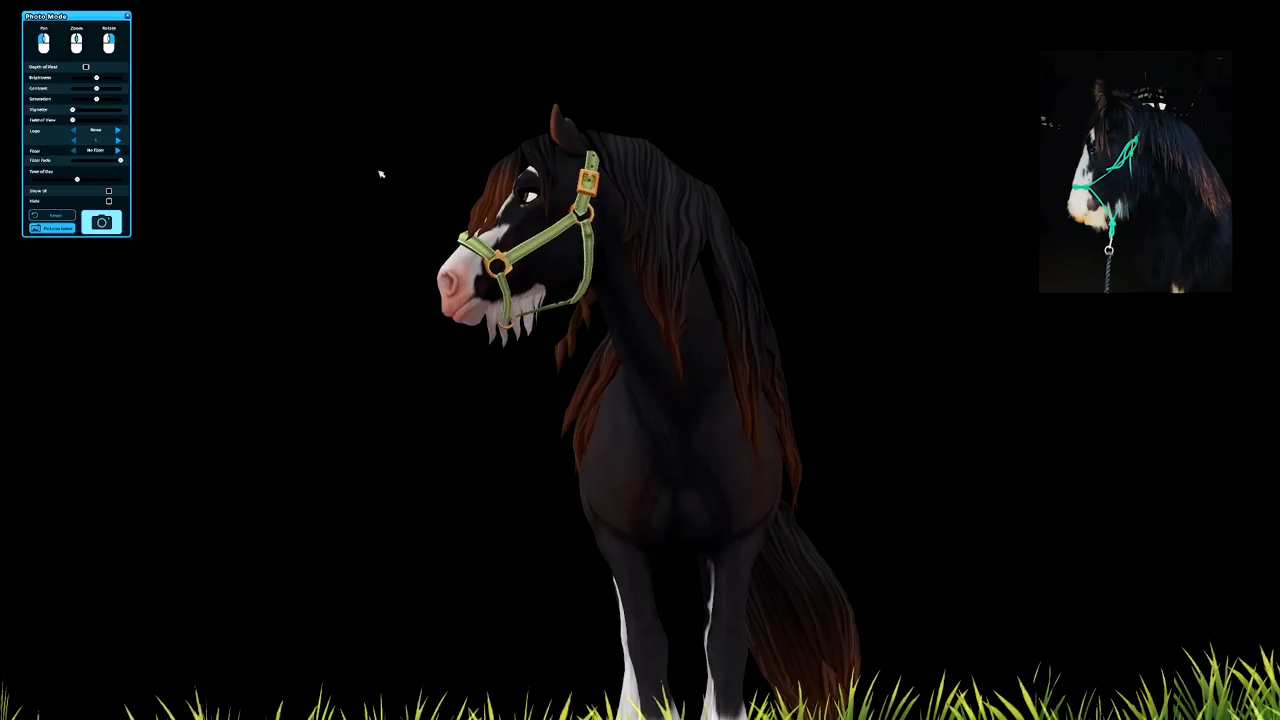 Photo Mode
Pan Zoom Rotate
Depth of Field
Brightness
Contrast
Saturation
Vignette
Field of View
Logo None
Filter No filter
Filter Fade
Time of Day
Show UI
Hide
Reset